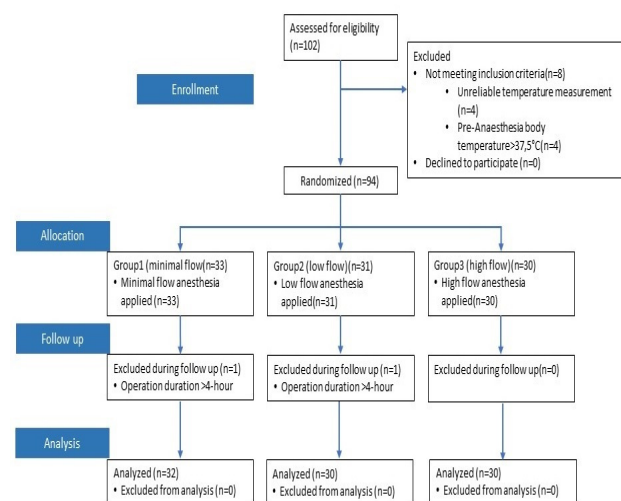 Assessed for eligibility
(n=102)
Enrollment
Excluded
• Not meeting inclusion criteria(n=8)
• Unreliable temperature measurement
(n=4)
• Pre-Anaesthesia body
temperature>37,5°C(n=4)
• Declined to participate (n=0)
Randomized (n=94)
Allocation
Group1 (minimal flow(n=33)
• Minimal flow anesthesia
applied (n=33)
Group2 (low flow)(n=31)
• Low flow anesthesia
applied(n=31)
Group3 (high flow)(n=30)
• High flow anesthesia
applied(n=30)
Follow up
Excluded during follow up (n=1)
• Operation duration >4-hour
Excluded during follow up (n=1)
• Operation duration >4-hour
Excluded during follow up(n=0)
Analysis
Analyzed (n=32)
• Excluded from analysis (n=0)
Analyzed (n=30)
• Excluded from analysis (n=0)
Analyzed (n=30)
• Excluded from analysis (n=0)